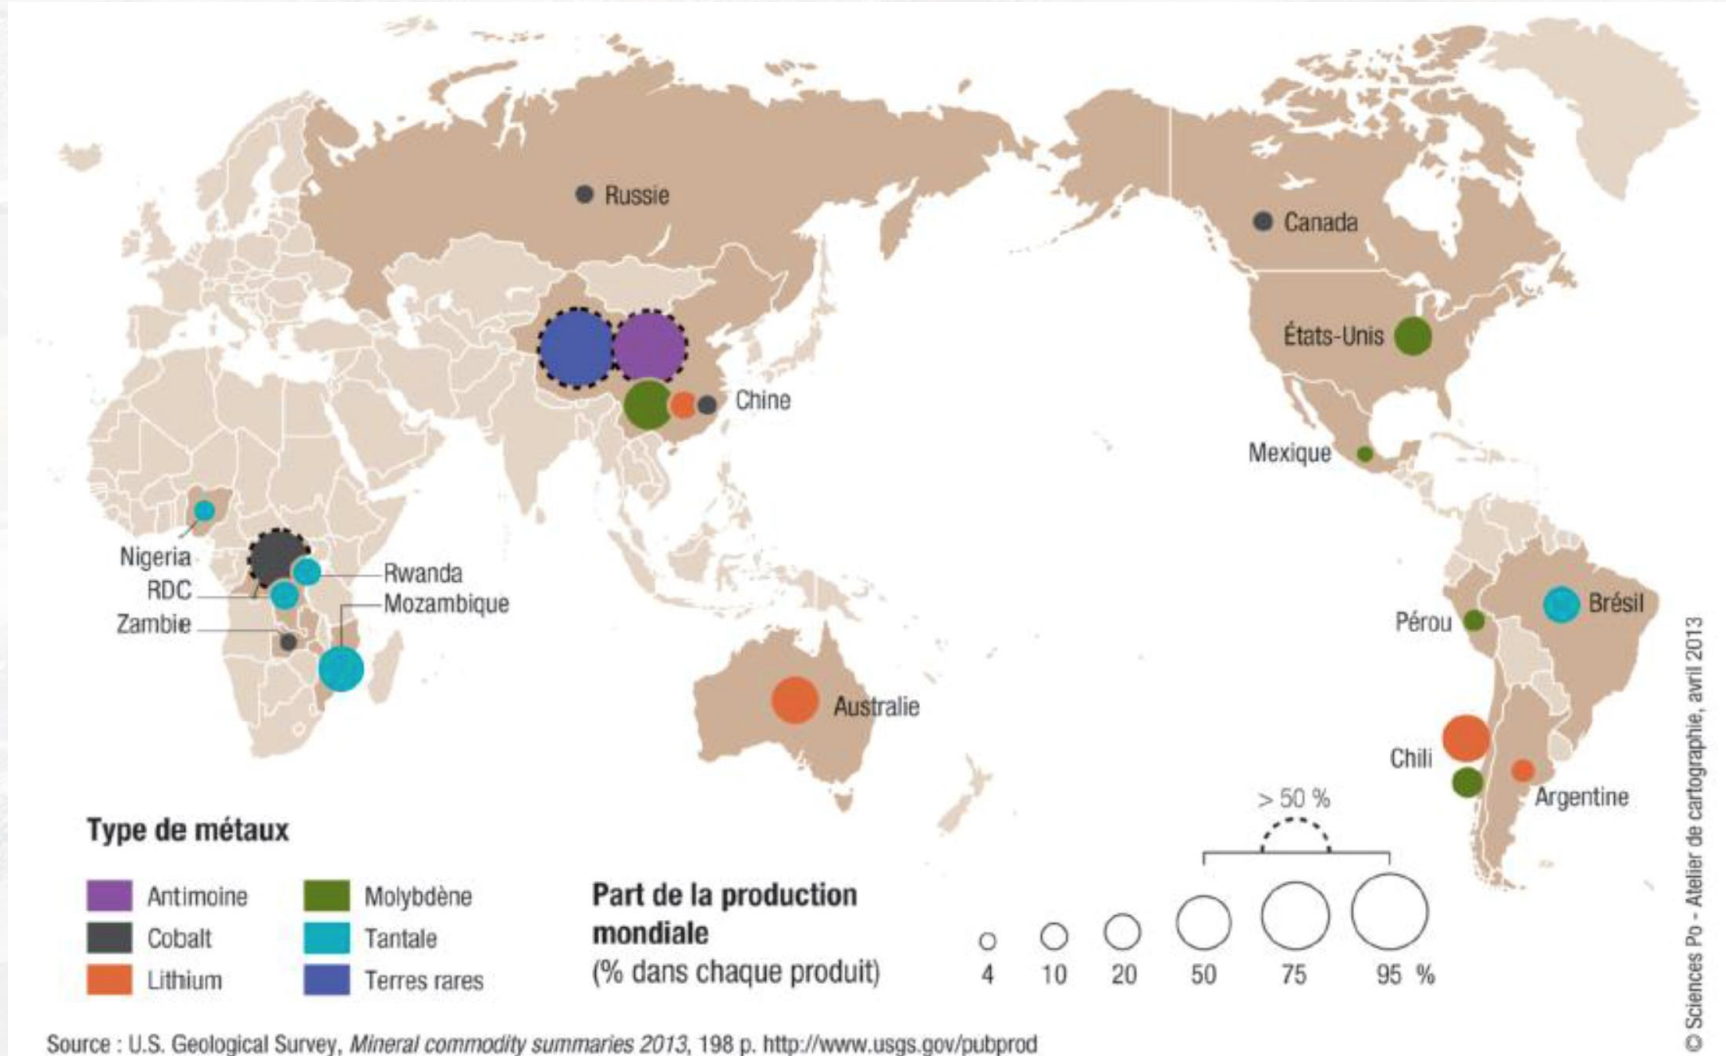 Russie
Canada
États-Unis
Chine
Mexique
Nigeria
RDC
Zambie
Rwanda
Mozambique
Pérou
Brésil
Australie
Chili
Argentine
Type de métaux
Antimoine
Cobalt
Lithium
Molybdène
Tantale
Terres rares
Part de la production
mondiale
(% dans chaque produit)
> 50 %
4 10 20 50 75 95 %
Source : U.S. Geological Survey, Mineral commodity summaries 2013, 198 p. http://www.usgs.gov/pubprod
© Sciences Po - Atelier de cartographie, avril 2013